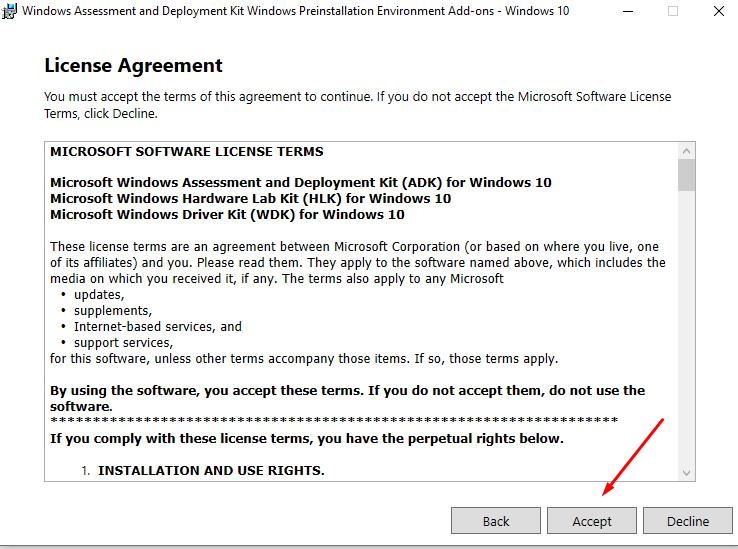 Windows Assessment and Deployment Kit Windows Preinstallation Environment Add-ons - Windows 10
License Agreement
You must accept the terms of this agreement to continue. If you do not accept the Microsoft Software License
Terms, click Decline.
MICROSOFT SOFTWARE LICENSE TERMS
Microsoft Windows Assessment and Deployment Kit (ADK) for Windows 10
Microsoft Windows Hardware Lab Kit (HLK) for Windows 10
Microsoft Windows Driver Kit (WDK) for Windows 10
These license terms are an agreement between Microsoft Corporation (or based on where you live, one
of its affiliates) and you. Please read them. They apply to the software named above, which includes the
media on which you received it, if any. The terms also apply to any Microsoft
• updates,
• supplements,
• Internet-based services, and
• support services,
for this software, unless other terms accompany those items. If so, those terms apply.
By using the software, you accept these terms. If you do not accept them, do not use the
software.
*******************************************************************
If you comply with these license terms, you have the perpetual rights below.
1. INSTALLATION AND USE RIGHTS.
Back
Accept
Decline